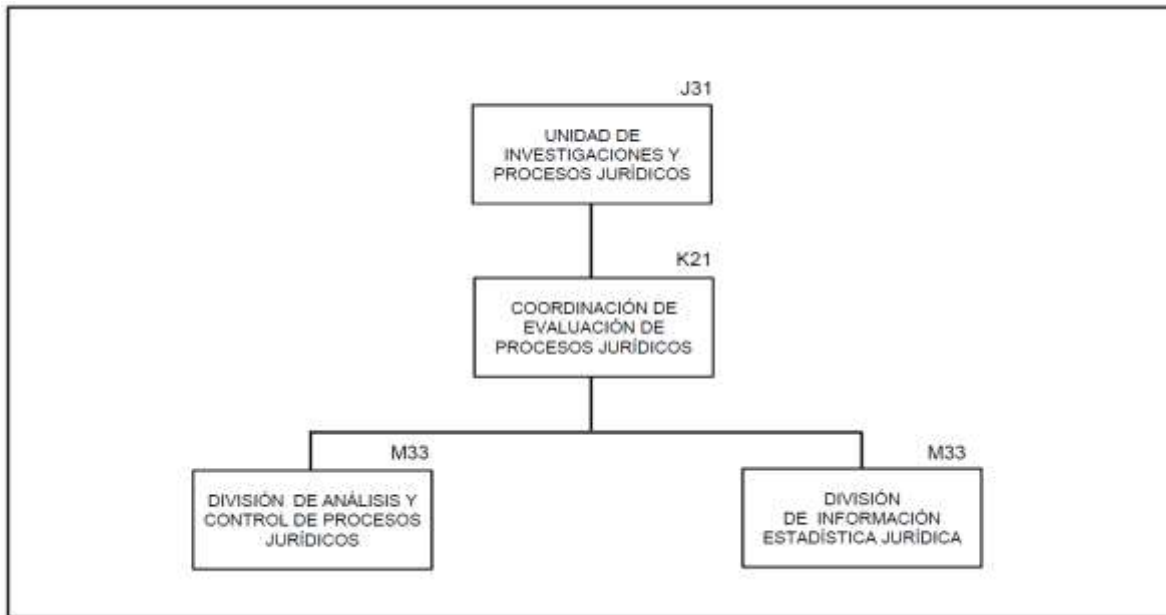 J31
UNIDAD DE
INVESTIGACIONES Y
PROCESOS JURÍDICOS
K21
COORDINACIÓN DE
EVALUACIÓN DE
PROCESOS JURÍDICOS
M33
DIVISIÓN DE ANÁLISIS Y
CONTROL DE PROCESOS
JURÍDICOS
M33
DIVISIÓN
DE INFORMACIÓN
ESTADÍSTICA JURÍDICA